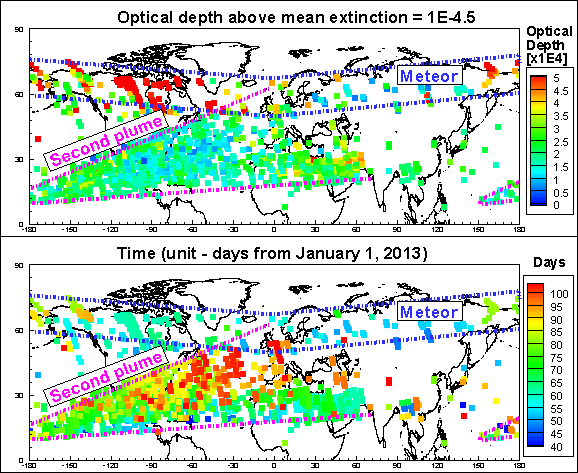 Optical depth above mean extinction = 1E-4.5
Optical
Depth
[x1E4]
90
60
30
0
Meteor
Second plume
5
4.5
4
3.5
3
2.5
2
1.5
1
0.5
0
-180 -150 -120 -90 -60 -30 0 30 60 90 120 150 180
Time (unit - days from January 1, 2013)
Days
90
60
30
0
Meteor
Second plume
100
95
90
85
80
75
70
65
60
55
50
45
40
-180 -150 -120 -90 -60 -30 0 30 60 90 120 150 180